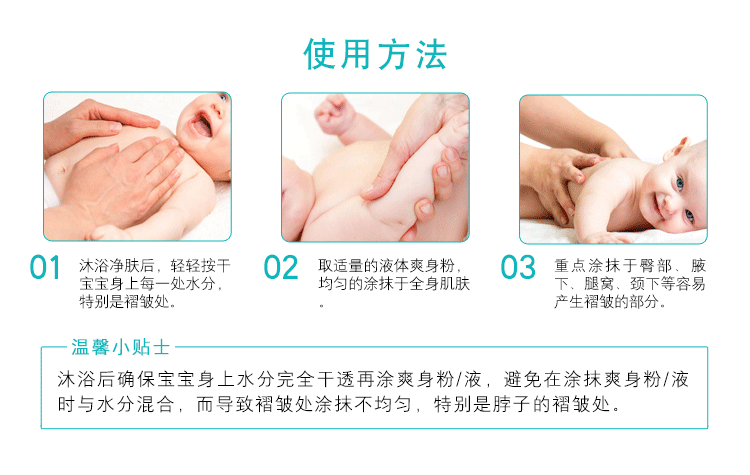 使用方法
01
沐浴净肤后，轻轻按干
宝宝身上每一处水分，
特别是褶皱处。
02
取适量的液体爽身粉，
均匀的涂抹于全身肌肤
。
03
重点涂抹于臀部、腋
下、腿窝、颈下等容易
产生褶皱的部分。
温馨小贴士
沐浴后确保宝宝身上水分完全干透再涂爽身粉/液，避免在涂抹爽身粉/液
时与水分混合，而导致褶皱处涂抹不均匀，特别是脖子的褶皱处。